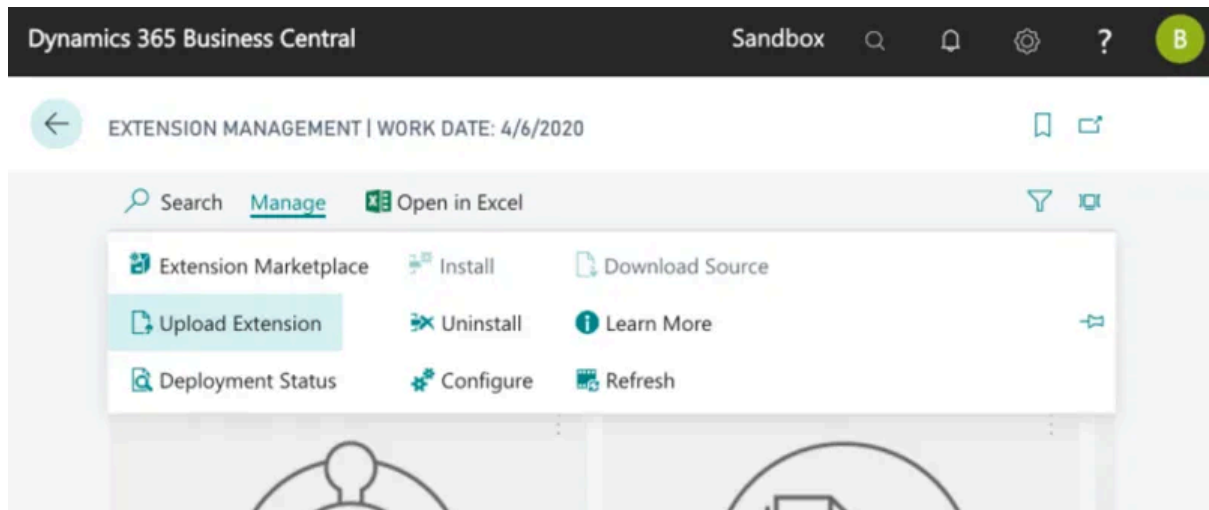 Dynamics 365 Business Central Sandbox ? B
EXTENSION MANAGEMENT | WORK DATE: 4/6/2020
Search Manage Open in Excel
Extension Marketplace Install Download Source
Upload Extension Uninstall Learn More
Deployment Status Configure Refresh